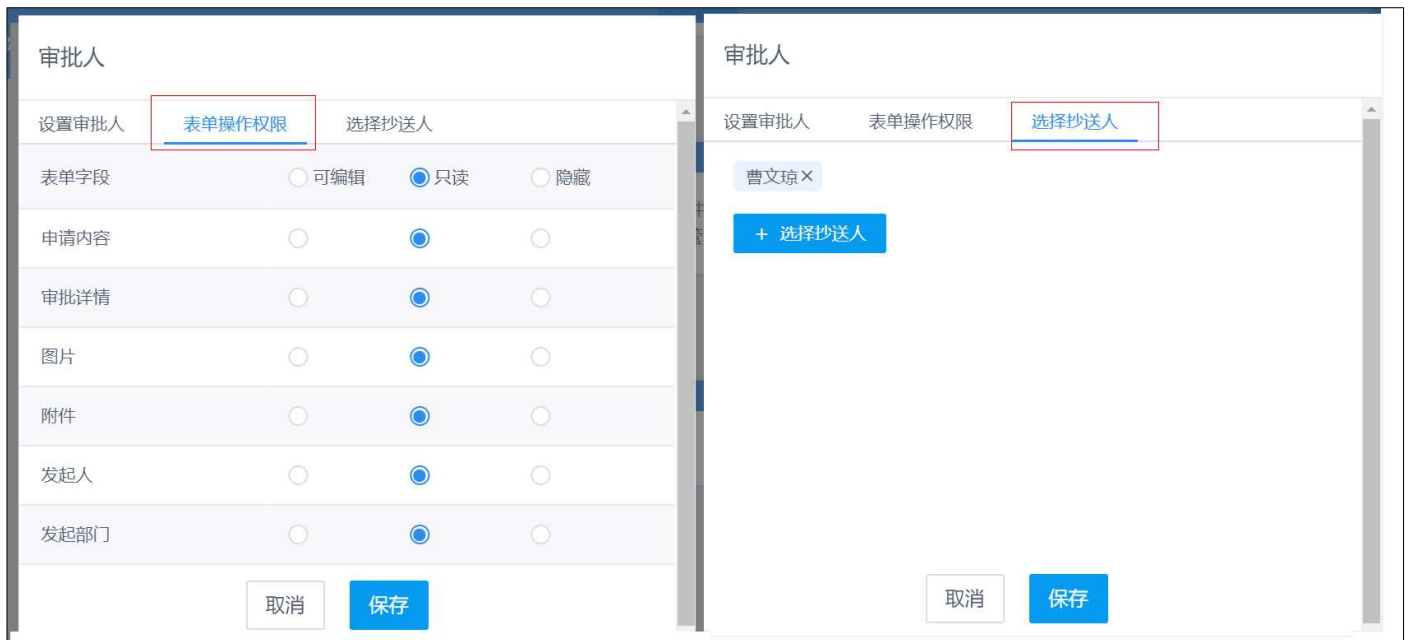 审批人
设置审批人 表单操作权限 选择抄送人
表单字段 可编辑 只读 隐藏
申请内容
审批详情
图片
附件
发起人
发起部门
取消 保存
审批人
设置审批人 表单操作权限 选择抄送人
曹文琼×
+ 选择抄送人
取消 保存